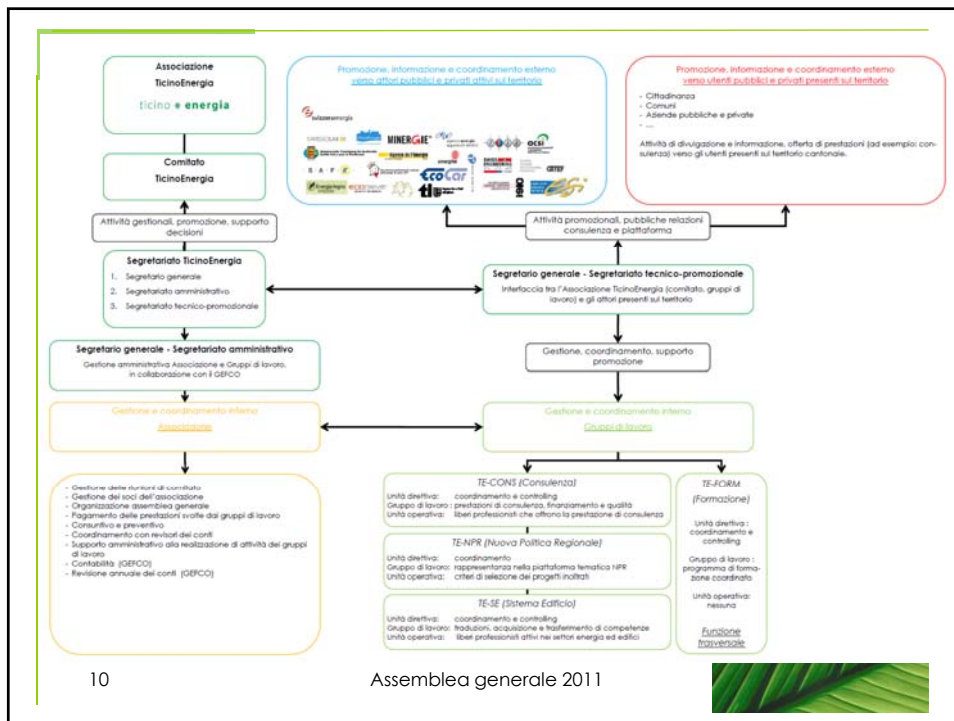 Associazione
TicinoEnergia
ticino e energia
Comitato
TicinoEnergia
Attività gestionali, promozione, supporto
decisioni
Segretariato TicinoEnergia
1. Segretario generale
2. Segretariato amministrativo
3. Segretariato tecnico-promozionale
Segretario generale - Segretariato amministrativo
Gestione amministrativa Associazione e Gruppi di lavoro,
in collaborazione con il GEFCO
Gestione e coordinamento interno
Associazione
- Gestione delle riunioni di comitato
- Gestione dei soci dell'associazione
- Organizzazione assemblea generale
- Pagamento delle prestazioni svolte dai gruppi di lavoro
- Consuntivo e preventivo
- Coordinamento con revisori dei conti
- Supporto amministrativo alla realizzazione di attività dei gruppi
di lavoro
- Contabilità (GEFCO)
- Revisione annuale dei conti (GEFCO)
Promozione, informazione e coordinamento esterno
verso attori pubblici e privati attivi sul territorio
svizzeraenergia
MINERGIE®
ocsi
SAFE
EcoCar
tl
Promozione, informazione e coordinamento esterno
verso utenti pubblici e privati presenti sul territorio
- Cittadinanza
- Comuni
- Aziende pubbliche e private
- ...
Attività di divulgazione e informazione, offerta di prestazioni (ad esempio: con-
sulenza) verso gli utenti presenti sul territorio cantonale.
Attività promozionali, pubbliche relazioni
consulenza e piattaforma
Segretario generale - Segretariato tecnico-promozionale
Interfaccia tra l'Associazione TicinoEnergia (comitato, gruppi di
lavoro) e gli attori presenti sul territorio
Gestione, coordinamento, supporto
promozione
Gestione e coordinamento interno
Gruppi di lavoro
TE-CONS (Consulenza)
Unità direttiva: coordinamento e controlling
Gruppo di lavoro: prestazioni di consulenza, finanziamento e qualità
Unità operativa: liberi professionisti che offrono la prestazione di consulenza
TE-NPR (Nuova Politica Regionale)
Unità direttiva: coordinamento
Gruppo di lavoro: rappresentanza nella piattaforma tematica NPR
Unità operativa: criteri di selezione dei progetti inoltrati
TE-SE (Sistema Edificio)
Unità direttiva: coordinamento e controlling
Gruppo di lavoro: traduzioni, acquisizione e trasferimento di competenze
Unità operativa: liberi professionisti attivi nei settori energia ed edifici
TE-FORM
(Formazione)
Unità direttiva :
coordinamento e
controlling
Gruppo di lavoro :
programma di forma-
zione coordinato
Unità operativa:
nessuna
Funzione
trasversale
10
Assemblea generale 2011